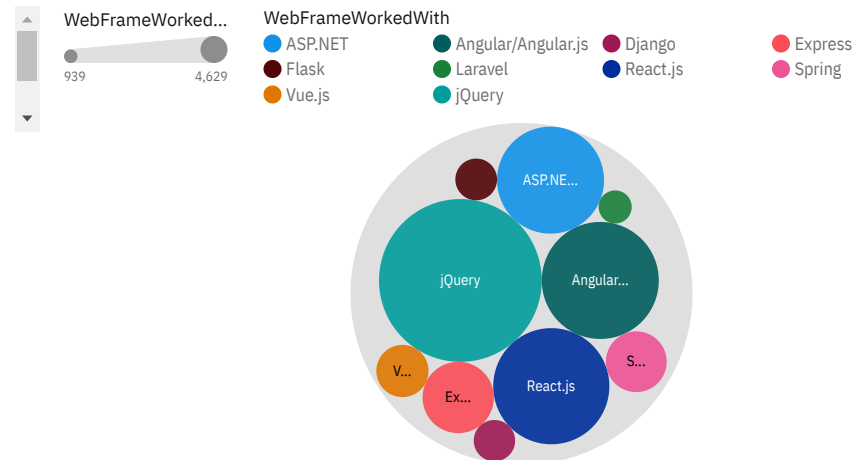 WebFrameWorked...
939 4,629
WebFrameWorkedWith
ASP.NET Angular/Angular.js Django Express
Flask Laravel React.js Spring
Vue.js jQuery
ASP.NE...
jQuery
Angular...
S...
V...
React.js
Ex...